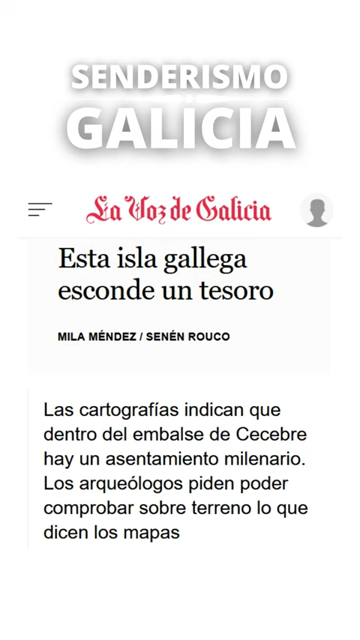 SENDERISMO
GALICIA
La Voz de Galicia
Esta isla gallega
esconde un tesoro
MILA MÉNDEZ / SENÉN ROUCO
Las cartografías indican que
dentro del embalse de Cecebre
hay un asentamiento milenario.
Los arqueólogos piden poder
comprobar sobre terreno lo que
dicen los mapas